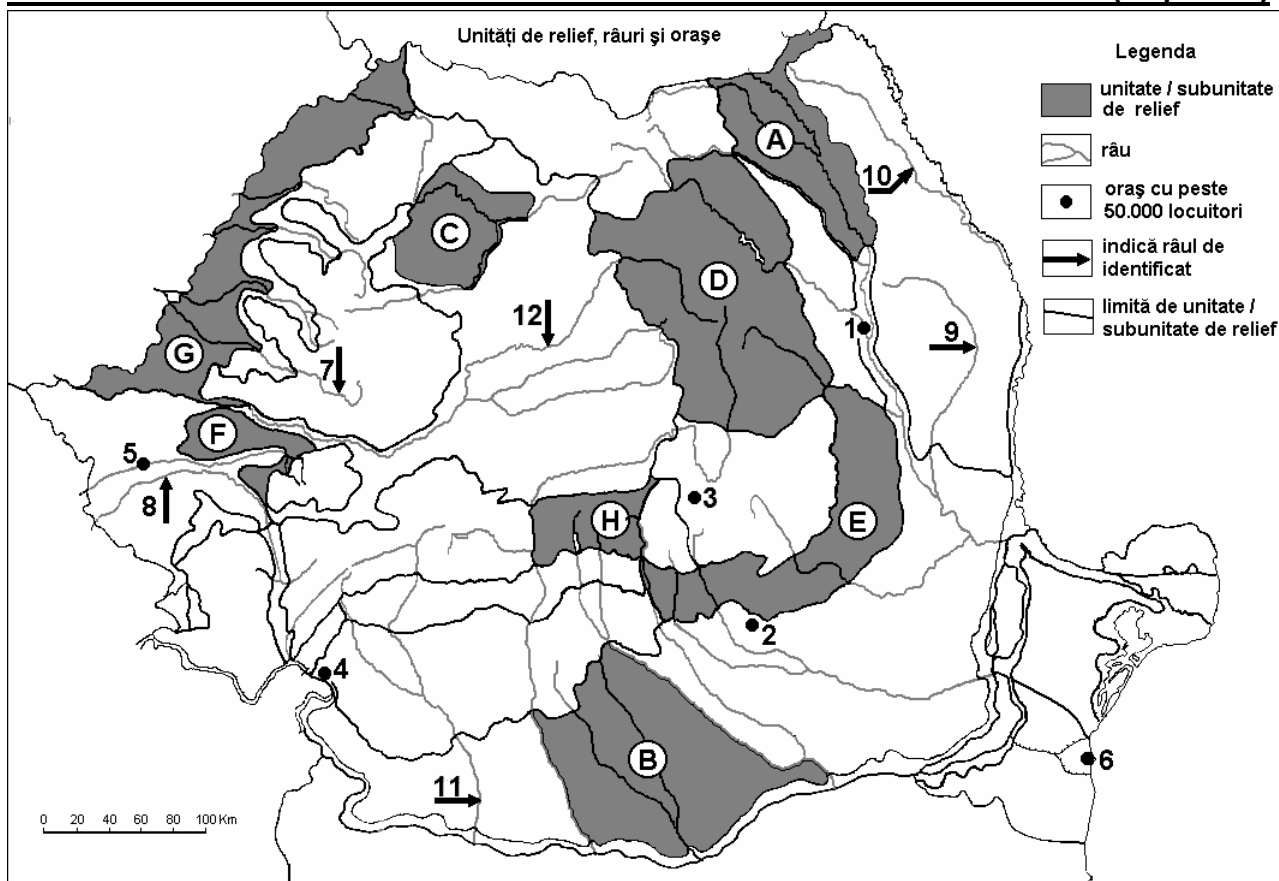 Unități de relief, râuri și orașe
Legenda
unitate / subunitate
de relief
râu
oraș cu peste
50.000 locuitori
indică râul de
identificat
limită de unitate /
subunitate de relief
A
10
C
D
12
1
9
G
7
F
5
8
3
H
E
2
4
6
B
11
0 20 40 60 80 100 Km